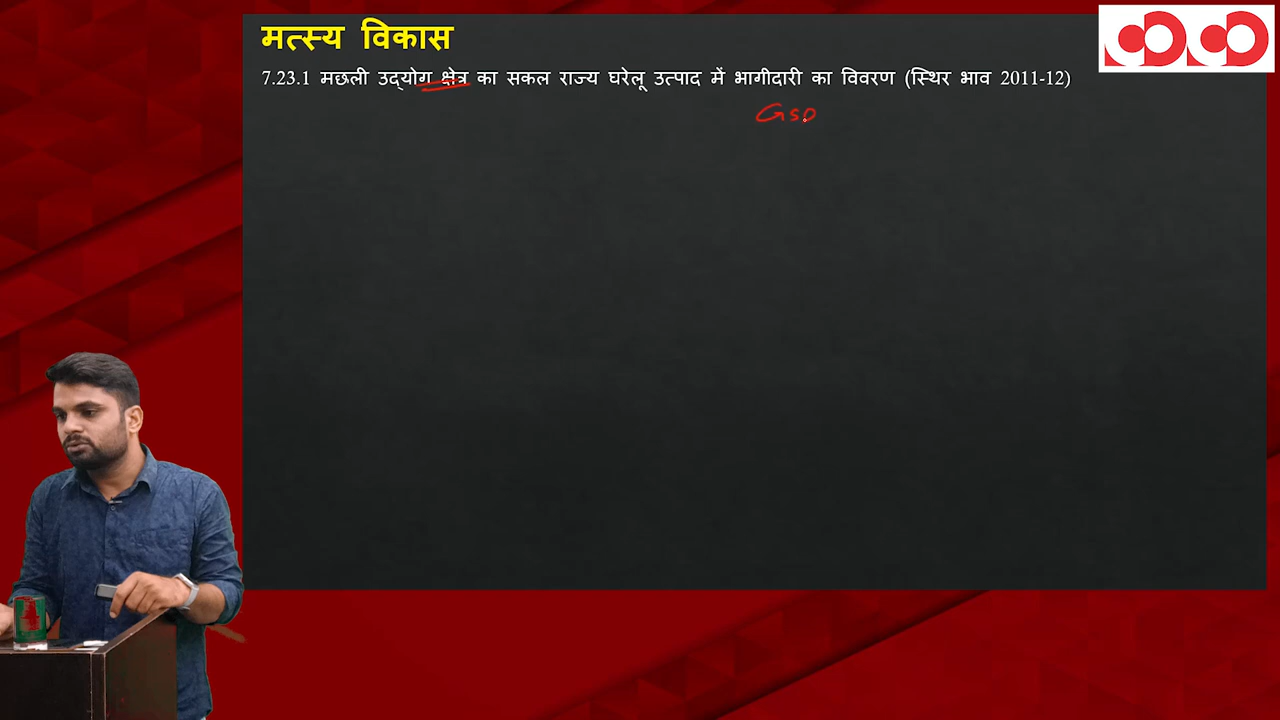 मत्स्य विकास
7.23.1 मछली उद्योग क्षेत्र का सकल राज्य घरेलू उत्पाद में भागीदारी का विवरण (स्थिर भाव 2011-12)
GSD